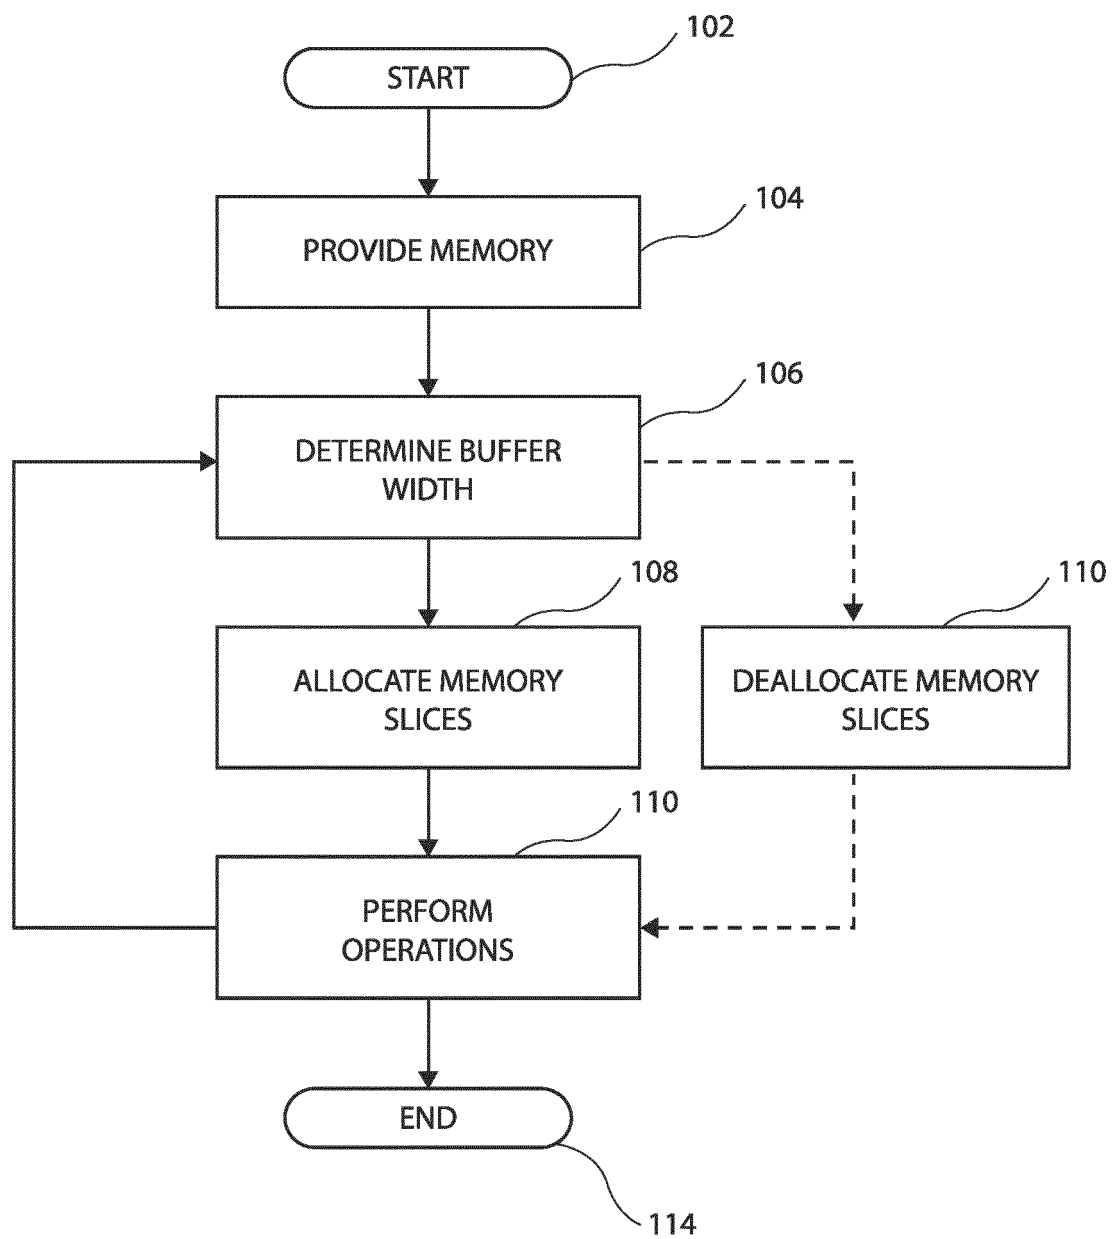 102
START
104
PROVIDE MEMORY
106
DETERMINE BUFFER
WIDTH
108
ALLOCATE MEMORY
SLICES
110
DEALLOCATE MEMORY
SLICES
110
PERFORM
OPERATIONS
END
114